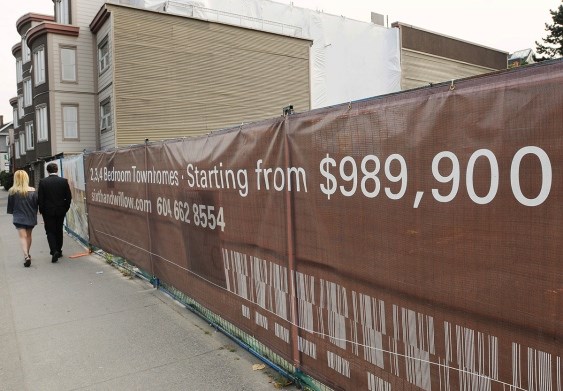 2,3,4 Bedroom Townhomes · Starting from $989,900
sixthandwillow.com 604 662 8554